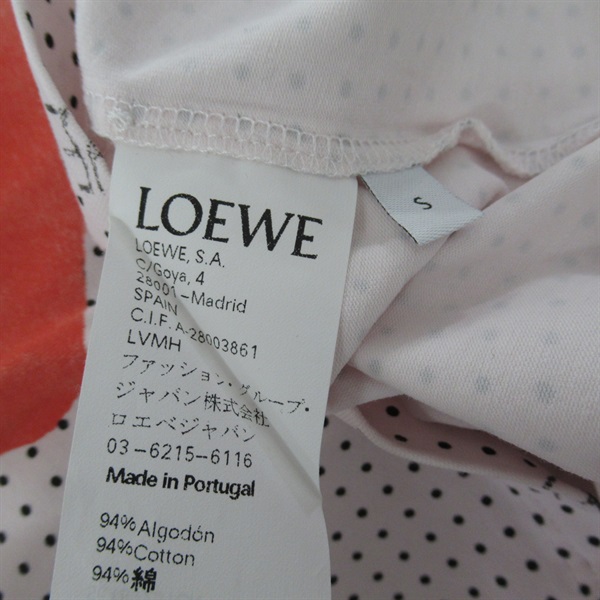 LOEWE
LOEWE, S.A.
C/Goya, 4
28001-Madrid
SPAIN
C.I.F. A-28003861
LVMH
ファッション・グループ・
ジャパン株式会社
ロエベジャパン
03-6215-6116
Made in Portugal
94% Algodón
94% Cotton
94% 綿
S